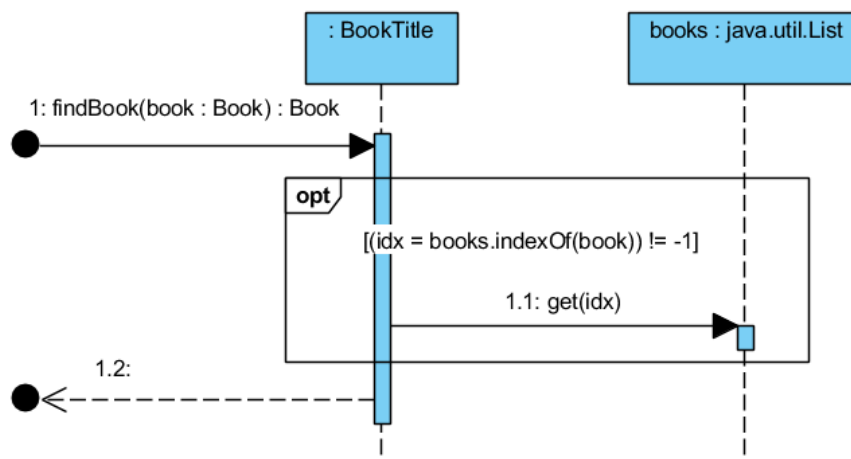 : BookTitle
books : java.util.List
1: findBook(book : Book) : Book
opt
[(idx = books.indexOf(book)) != -1]
1.1: get(idx)
1.2: